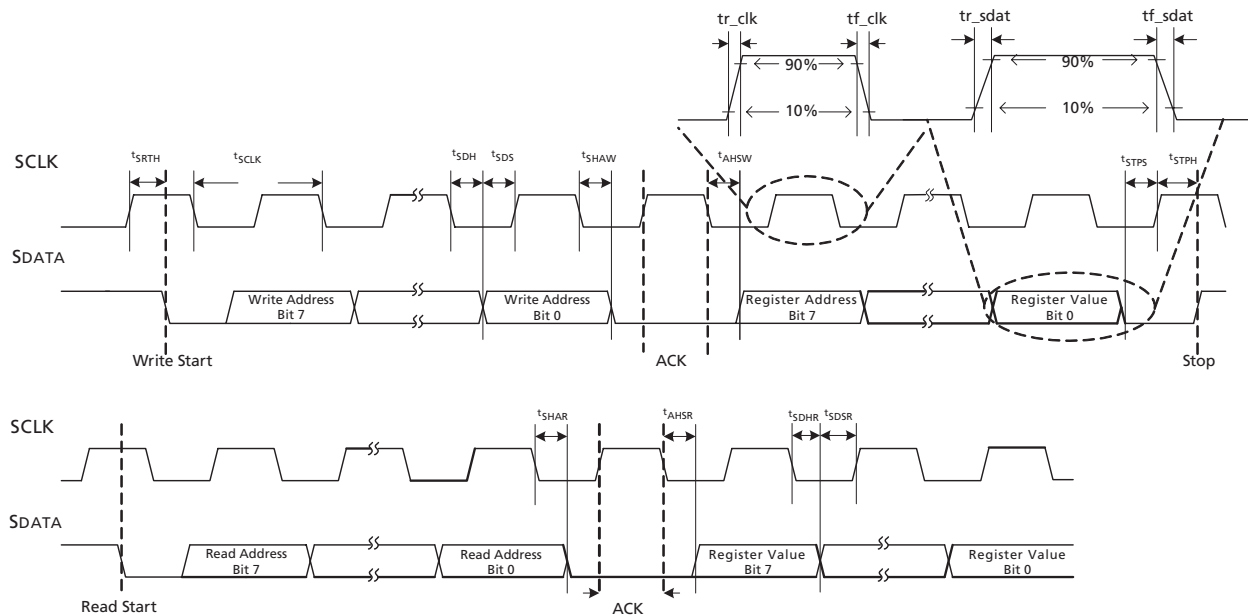 tr_clk tf_clk tr_sdat tf_sdat
90% 90%
10% 10%
SCLK tSRTH tSCLK tSDH tSDS tSHAW tAHSW tSTPS tSTPH
SDATA
Write Address Bit 7
Write Address Bit 0
Register Address Bit 7
Register Value Bit 0
Write Start ACK Stop
SCLK tSHAR tAHSR tSDHR tSDSR
SDATA
Read Address Bit 7
Read Address Bit 0
Register Value Bit 7
Register Value Bit 0
Read Start ACK